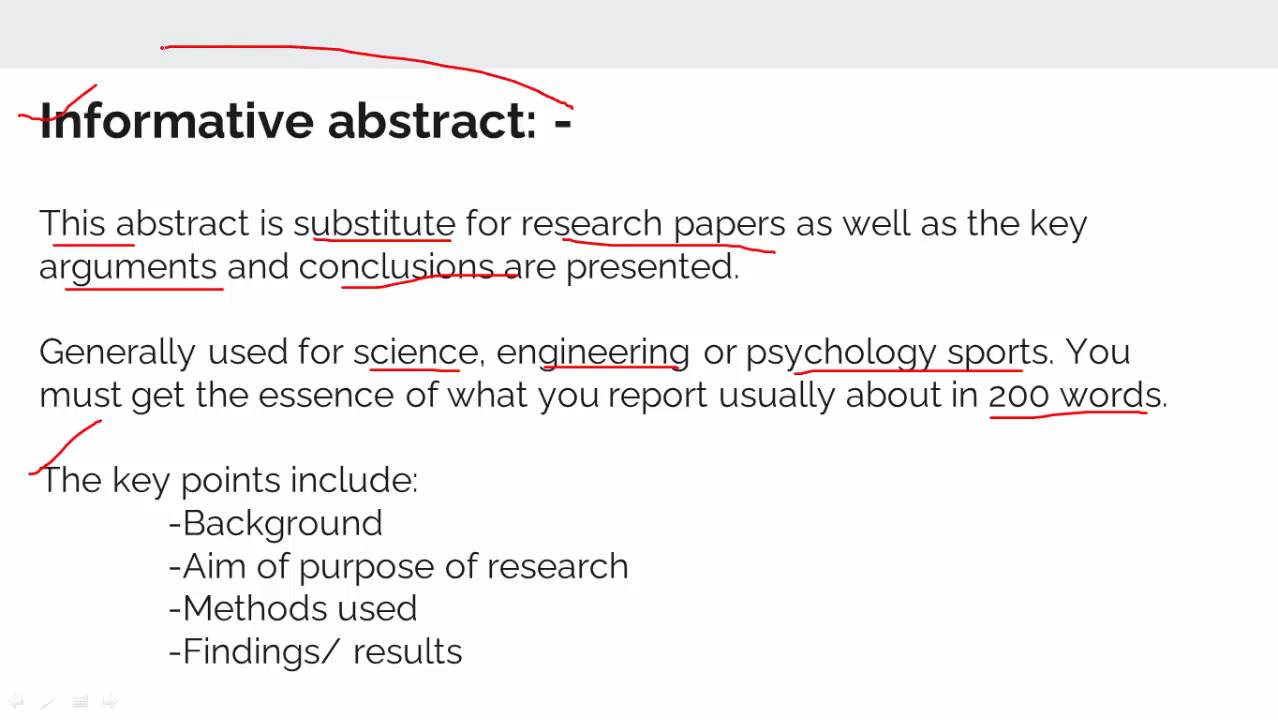 Informative abstract: -
This abstract is substitute for research papers as well as the key
arguments and conclusions are presented.
Generally used for science, engineering or psychology sports. You
must get the essence of what you report usually about in 200 words.
The key points include:
-Background
-Aim of purpose of research
-Methods used
-Findings/ results